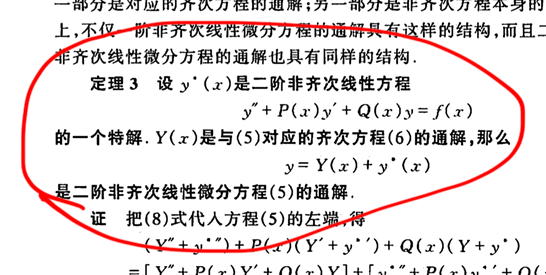 一部分是对应的齐次方程的通解;另一部分是非齐次方程本身的
上,不仅一阶非齐次线性微分方程的通解具有这样的结构,而且二
非齐次线性微分方程的通解也具有同样的结构.
定理3 设 y*(x)是二阶非齐次线性方程
y″+P(x)y′+Q(x)y=f(x)
的一个特解. Y(x)是与(5)对应的齐次方程(6)的通解,那么
y=Y(x)+y*(x)
是二阶非齐次线性微分方程(5)的通解.
证 把(8)式代入方程(5)的左端,得
(Y″+y*″)+P(x)(Y′+y*′)+Q(x)(Y+y*)
=[Y″+P(x)Y′+Q(x)Y]+[y*″+P(x)y*′+Q(